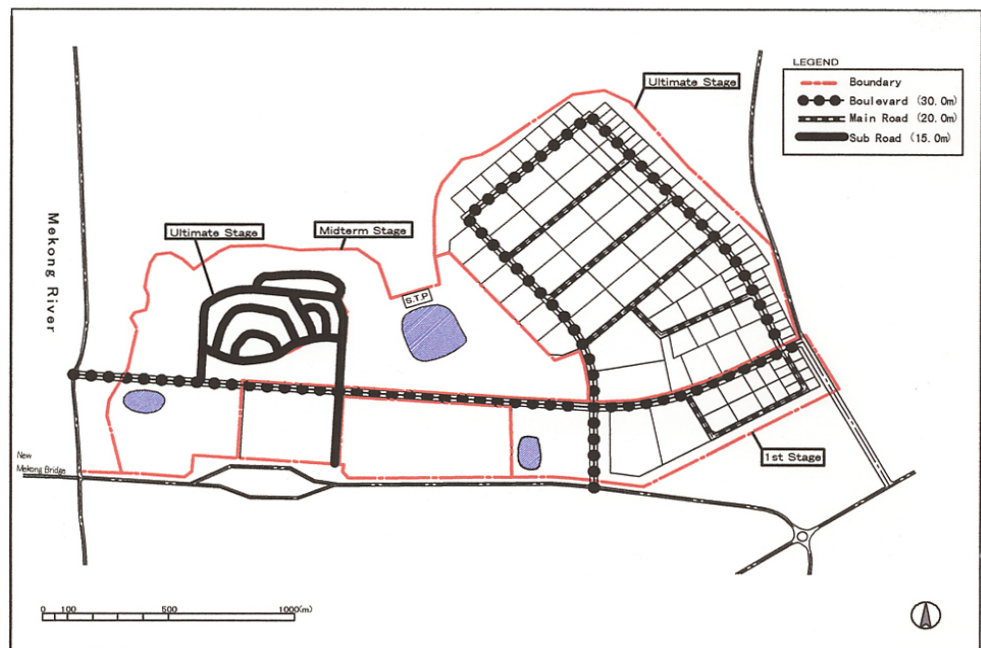 LEGEND
Boundary
Boulevard (30.0m)
Main Road (20.0m)
Sub Road (15.0m)
Ultimate Stage
Ultimate Stage
Midterm Stage
Mekong River
S.T.P
New
Mekong Bridge
1st Stage
0 100 500 1000(m)